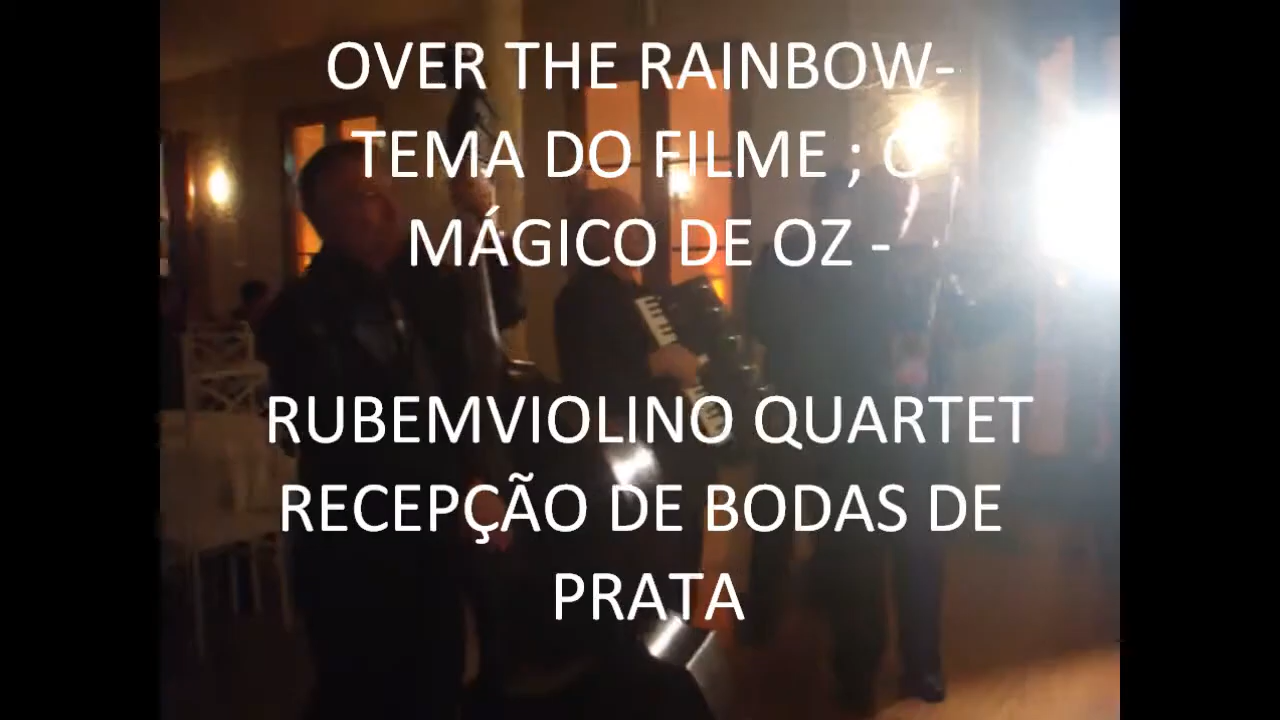 OVER THE RAINBOW-
TEMA DO FILME ; O
MÁGICO DE OZ -
RUBEMVIOLINO QUARTET
RECEPÇÃO DE BODAS DE
PRATA